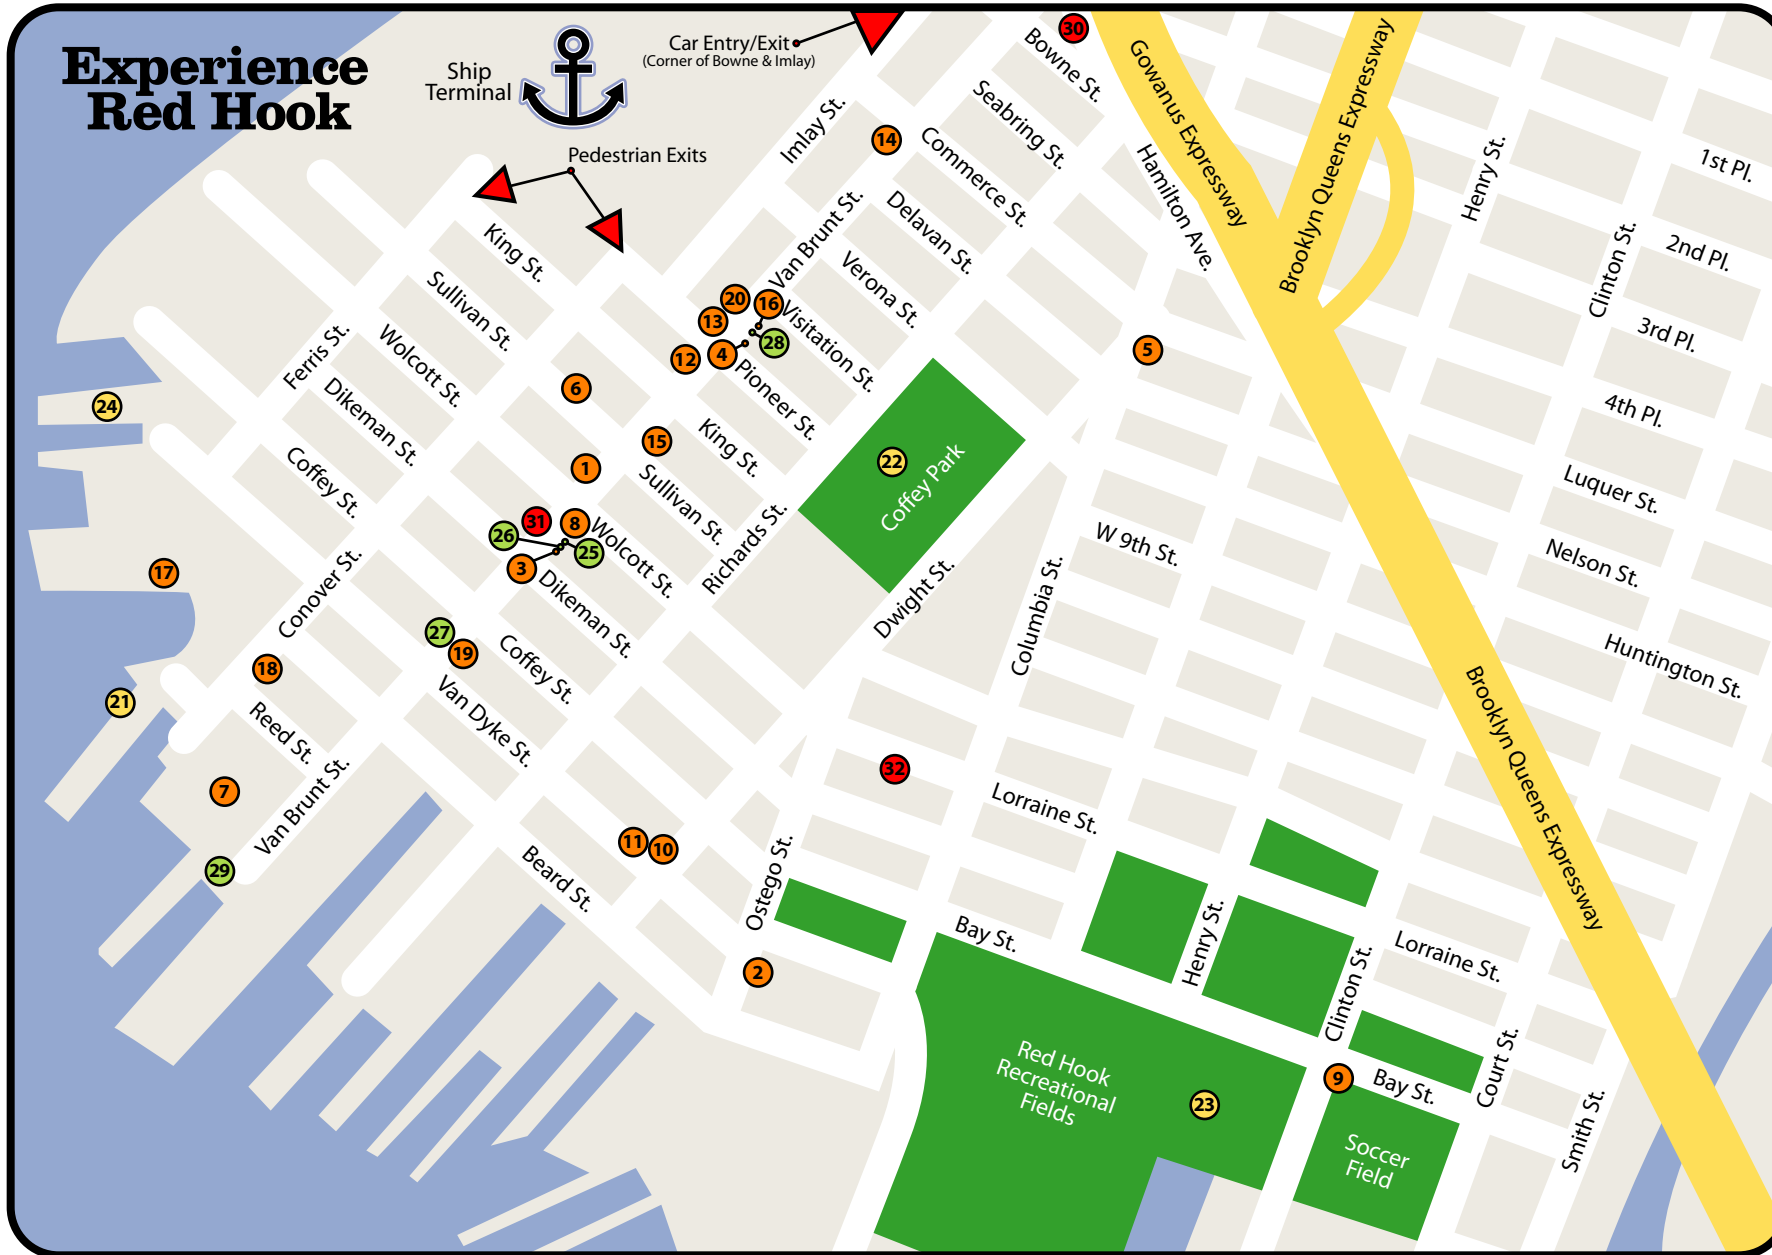 Experience
Red Hook
Ship
Terminal
Car Entry/Exit
(Corner of Bowne & Imlay)
Pedestrian Exits
30
Bowne St.
Gowanus Expressway
Brooklyn Queens Expressway
Imlay St.
14
Seabring St.
Commerce St.
Hamilton Ave.
Henry St.
1st Pl.
King St.
Van Brunt St.
Delavan St.
Clinton St.
2nd Pl.
Sullivan St.
20
16
13
Verona St.
Visitation St.
28
12
4
5
3rd Pl.
Ferris St.
Wolcott St.
Pioneer St.
24
Dikeman St.
6
4th Pl.
15
King St.
22
Coffey Park
Coffey St.
1
Sullivan St.
Luquer St.
31
8
26
25
3
Wolcott St.
Richards St.
W 9th St.
Nelson St.
17
Conover St.
Dikeman St.
Dwight St.
Columbia St.
27
19
Coffey St.
Huntington St.
18
21
Reed St.
Van Dyke St.
Brooklyn Queens Expressway
7
Van Brunt St.
32
Lorraine St.
29
11
10
Beard St.
Ostego St.
Bay St.
Henry St.
Lorraine St.
2
Clinton St.
Red Hook
Recreational
Fields
23
9
Bay St.
Court St.
Smith St.
Soccer
Field